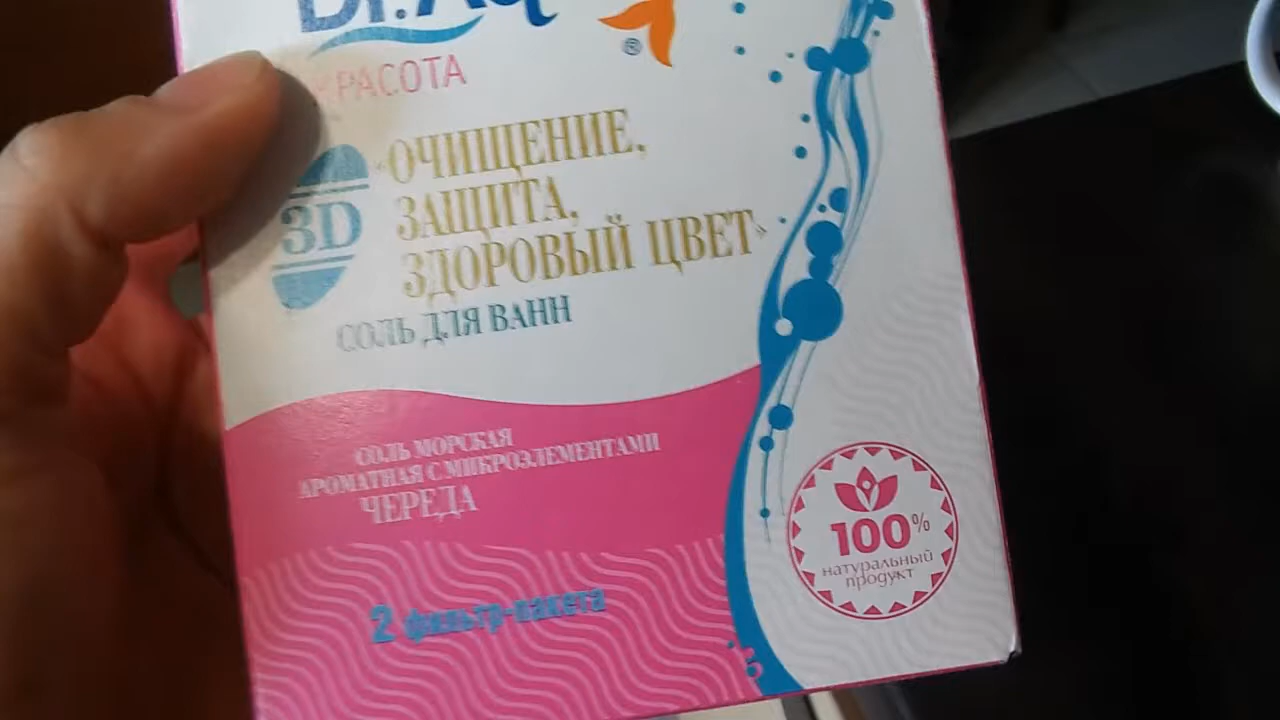 ®
КРАСОТА
3D
«ОЧИЩЕНИЕ,
ЗАЩИТА,
ЗДОРОВЫЙ ЦВЕТ»
СОЛЬ ДЛЯ ВАНН
СОЛЬ МОРСКАЯ
АРОМАТНАЯ С МИКРОЭЛЕМЕНТАМИ
ЧЕРЕДА
2 фильтр-пакета
100%
натуральный
продукт